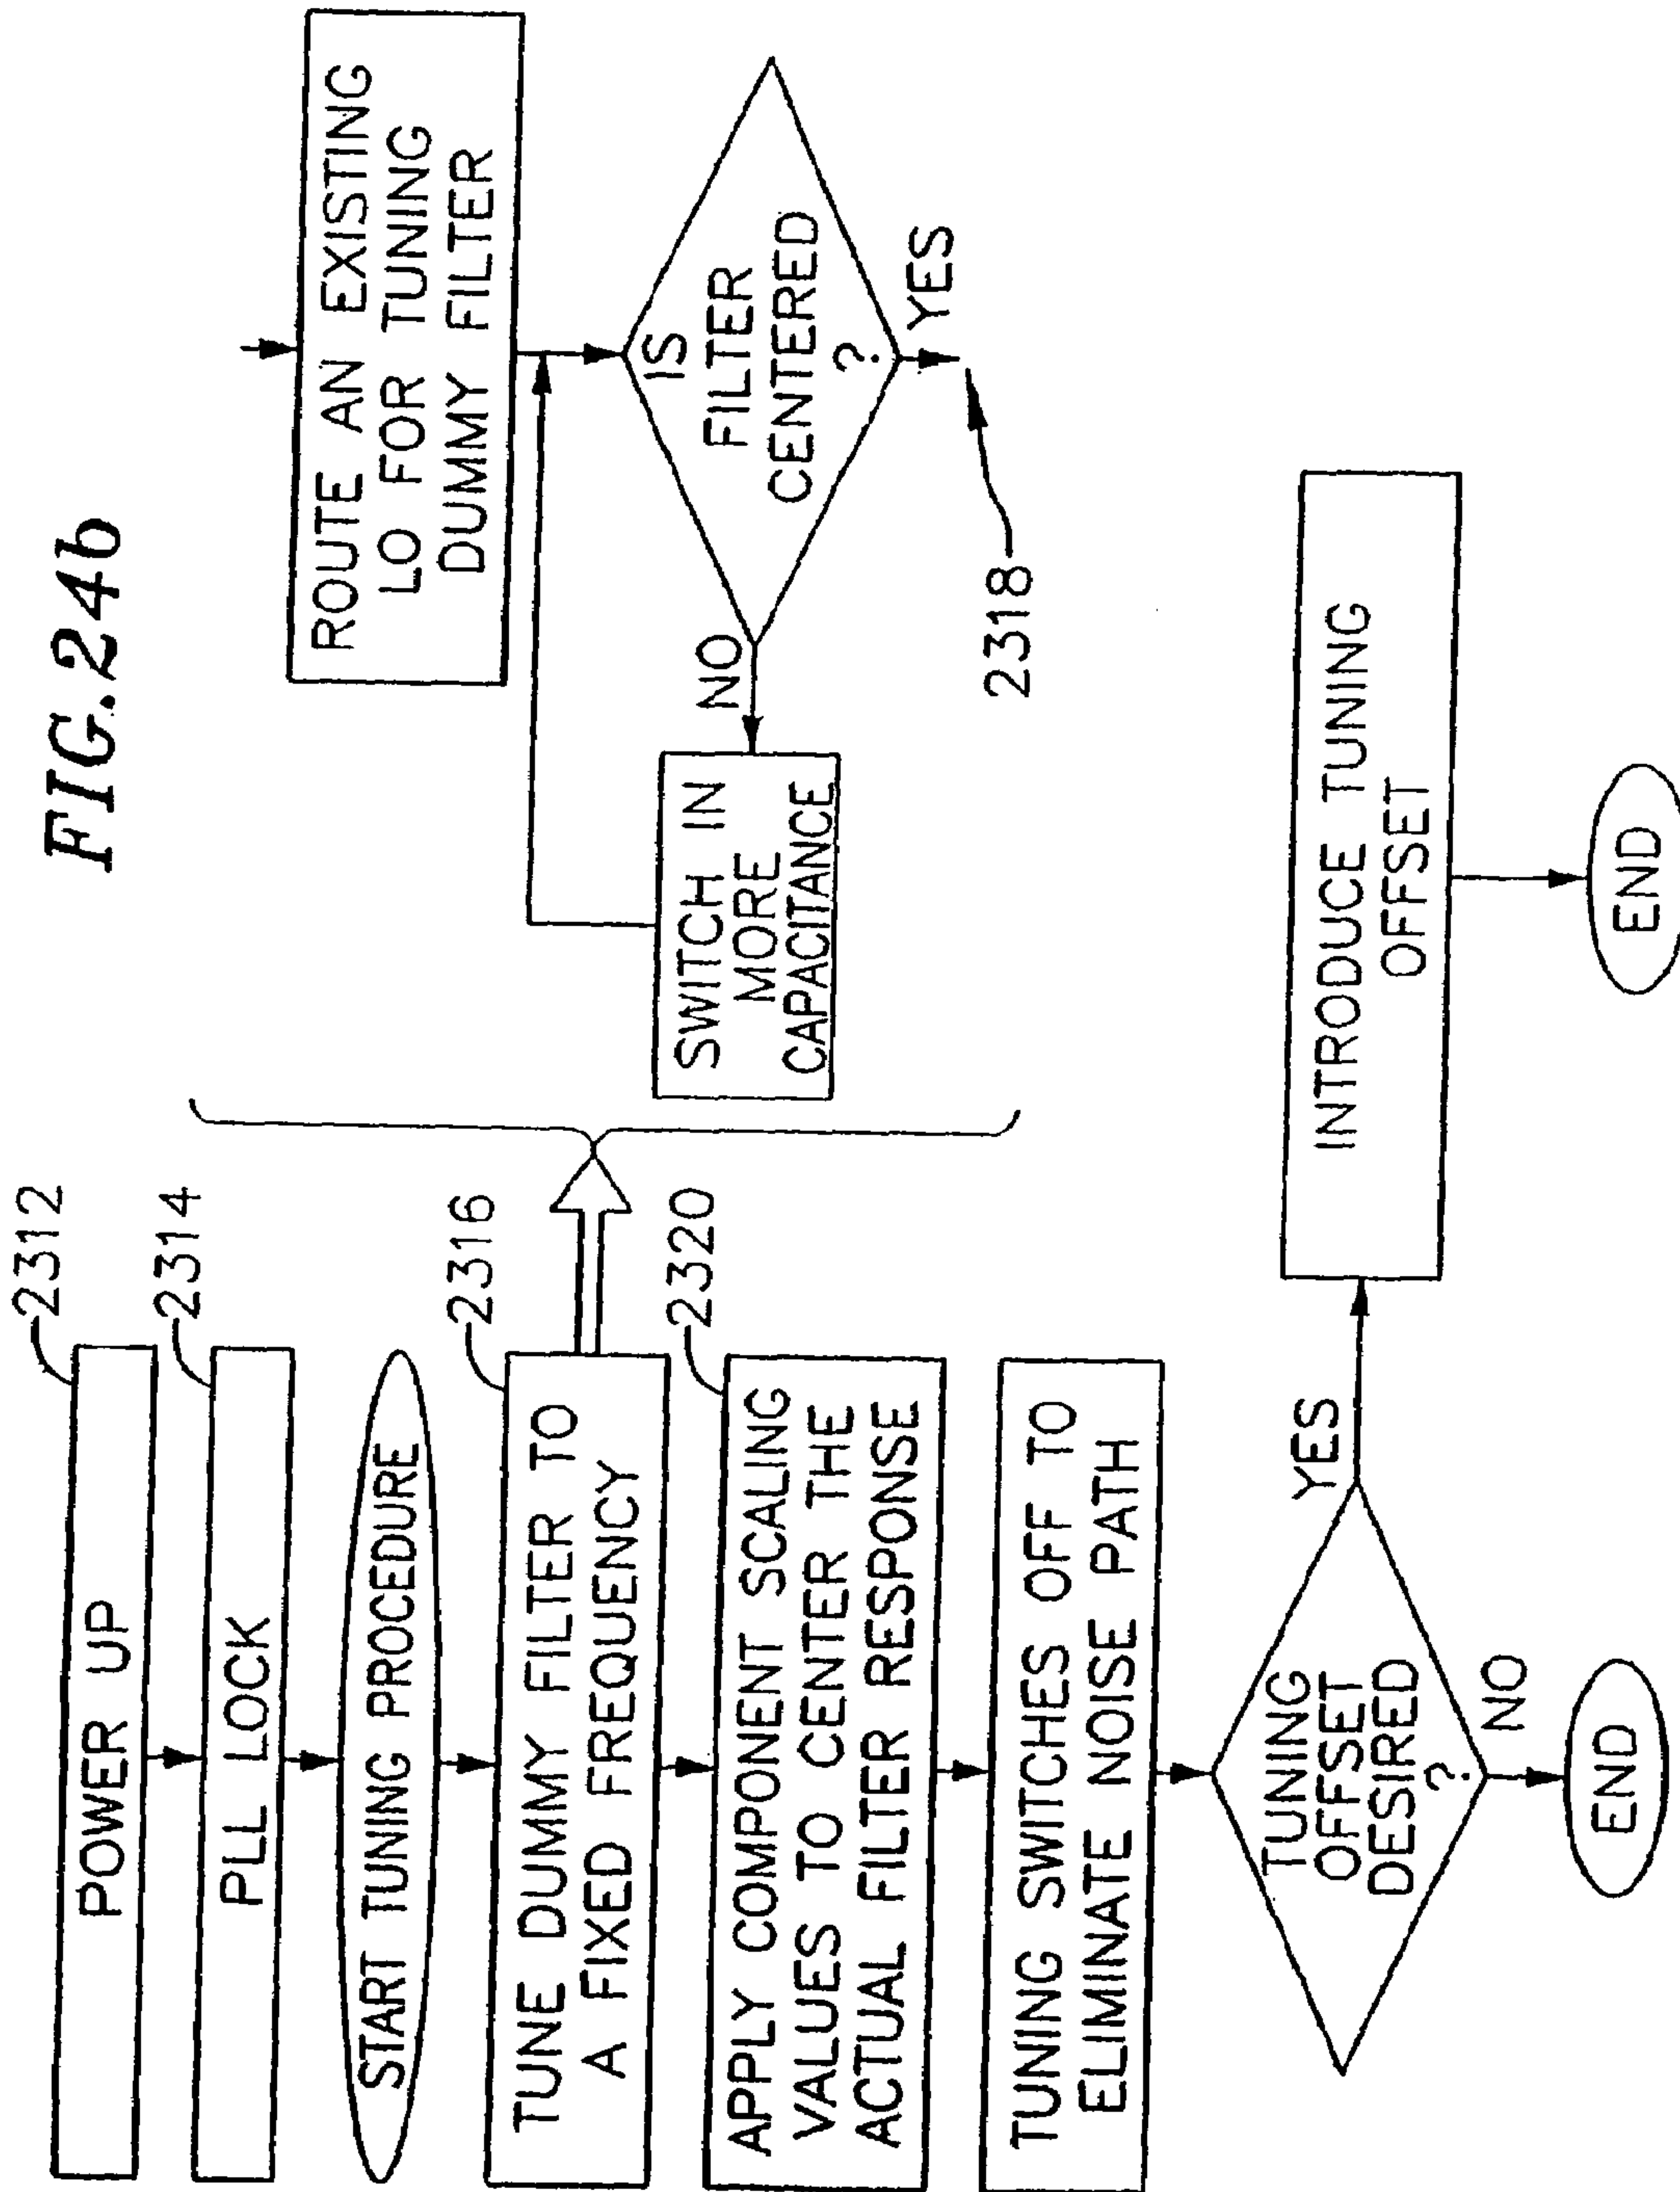 FIG.24b
2312
POWER UP
2314
PLL LOCK
START TUNING PROCEDURE
2316
TUNE DUMMY FILTER TO
A FIXED FREQUENCY
2320
APPLY COMPONENT SCALING
VALUES TO CENTER THE
ACTUAL FILTER RESPONSE
TUNING SWITCHES OFF TO
ELIMINATE NOISE PATH
TUNING
OFFSET
DESIRED
?
YES
NO
END
INTRODUCE TUNING
OFFSET
END
ROUTE AN EXISTING
LO FOR TUNING
DUMMY FILTER
IS
FILTER
CENTERED
?
NO
YES
SWITCH IN
MORE
CAPACITANCE
2318